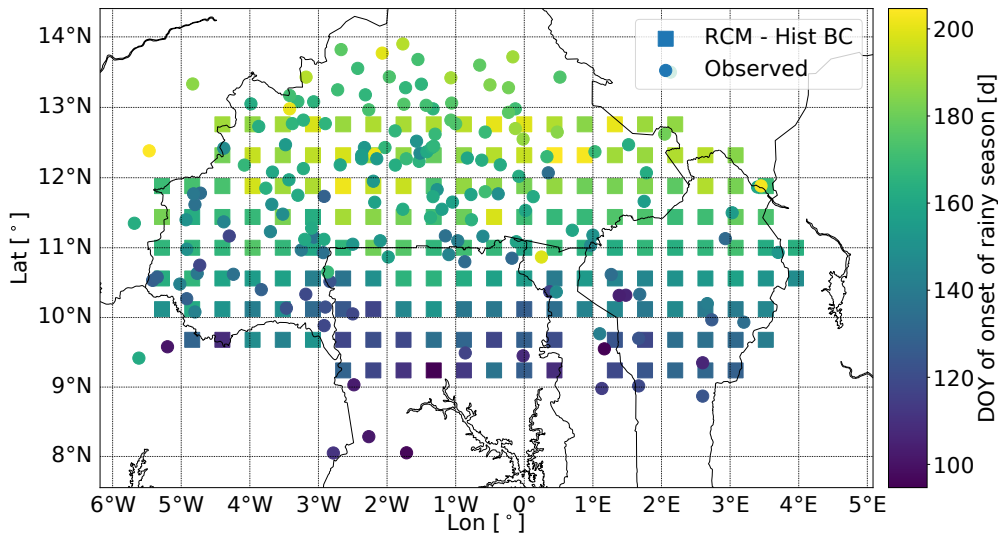 14°N
13°N
12°N
11°N
10°N
9°N
8°N
Lat [°]
6°W 5°W 4°W 3°W 2°W 1°W 0° 1°E 2°E 3°E 4°E 5°E
Lon [°]
RCM - Hist BC
Observed
200
180
160
140
120
100
DOY of onset of rainy season [d]